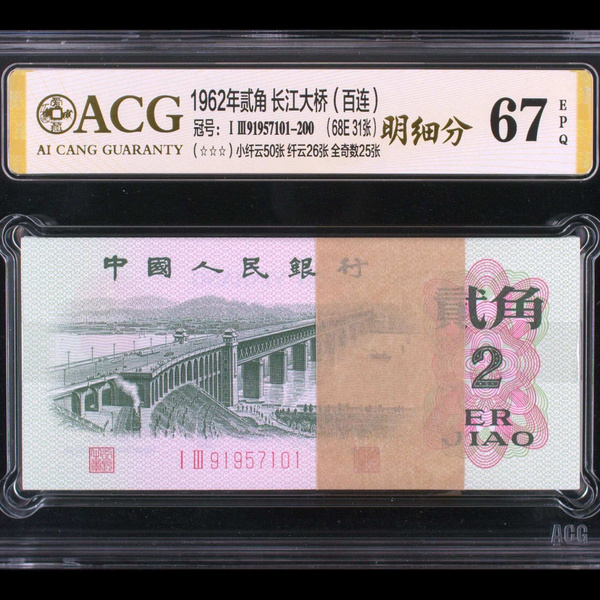 ACG
AI CANG GUARANTY
1962年贰角 长江大桥（百连）
冠号：I III91957101-200 （68E 31张）
（☆☆☆）小纤云50张 纤云26张 全奇数25张
明细分
67
EPQ
中國人民銀行
貳角
2
ER
JIAO
I III 91957101
ACG